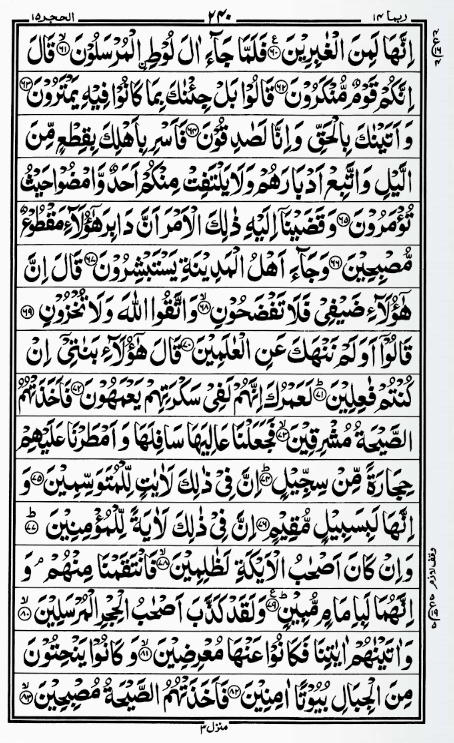 ربما ١٤ ٢٤٠ الحجر ١٥
اِنَّهَا لَمِنَ الْغٰبِرِيْنَ ﴿٦٠﴾ فَلَمَّا جَآءَ اٰلَ لُوْطِ ِۨالْمُرْسَلُوْنَ ﴿٦١﴾ قَالَ
اِنَّكُمْ قَوْمٌ مُّنْكَرُوْنَ ﴿٦٢﴾ قَالُوْا بَلْ جِئْنٰكَ بِمَا كَانُوْا فِيْهِ يَمْتَرُوْنَ ﴿٦٣﴾
وَاَتَيْنٰكَ بِالْحَقِّ وَاِنَّا لَصٰدِقُوْنَ ﴿٦٤﴾ فَاَسْرِ بِاَهْلِكَ بِقِطْعٍ مِّنَ
الَّيْلِ وَاتَّبِعْ اَدْبَارَهُمْ وَلَا يَلْتَفِتْ مِنْكُمْ اَحَدٌ وَّامْضُوْا حَيْثُ
تُؤْمَرُوْنَ ﴿٦٥﴾ وَقَضَيْنَآ اِلَيْهِ ذٰلِكَ الْاَمْرَ اَنَّ دَابِرَ هٰٓؤُلَآءِ مَقْطُوْعٌ
مُّصْبِحِيْنَ ﴿٦٦﴾ وَجَآءَ اَهْلُ الْمَدِيْنَةِ يَسْتَبْشِرُوْنَ ﴿٦٧﴾ قَالَ اِنَّ
هٰٓؤُلَآءِ ضَيْفِيْ فَلَا تَفْضَحُوْنِ ﴿٦٨﴾ وَاتَّقُوا اللّٰهَ وَلَا تُخْزُوْنِ ﴿٦٩﴾
قَالُوْٓا اَوَلَمْ نَنْهَكَ عَنِ الْعٰلَمِيْنَ ﴿٧٠﴾ قَالَ هٰٓؤُلَآءِ بَنٰتِيْٓ اِنْ
كُنْتُمْ فٰعِلِيْنَ ﴿٧١﴾ لَعَمْرُكَ اِنَّهُمْ لَفِيْ سَكْرَتِهِمْ يَعْمَهُوْنَ ﴿٧٢﴾ فَاَخَذَتْهُمُ
الصَّيْحَةُ مُشْرِقِيْنَ ﴿٧٣﴾ فَجَعَلْنَا عَالِيَهَا سَافِلَهَا وَاَمْطَرْنَا عَلَيْهِمْ
حِجَارَةً مِّنْ سِجِّيْلٍ ﴿٧٤﴾ اِنَّ فِيْ ذٰلِكَ لَاٰيٰتٍ لِّلْمُتَوَسِّمِيْنَ ﴿٧٥﴾ وَ
اِنَّهَا لَبِسَبِيْلٍ مُّقِيْمٍ ﴿٧٦﴾ اِنَّ فِيْ ذٰلِكَ لَاٰيَةً لِّلْمُؤْمِنِيْنَ ﴿٧٧﴾
وَاِنْ كَانَ اَصْحٰبُ الْاَيْكَةِ لَظٰلِمِيْنَ ﴿٧٨﴾ فَانْتَقَمْنَا مِنْهُمْ ۘ وَ
اِنَّهُمَا لَبِاِمَامٍ مُّبِيْنٍ ﴿٧٩﴾ وَلَقَدْ كَذَّبَ اَصْحٰبُ الْحِجْرِ الْمُرْسَلِيْنَ ﴿٨٠﴾
وَاٰتَيْنٰهُمْ اٰيٰتِنَا فَكَانُوْا عَنْهَا مُعْرِضِيْنَ ﴿٨١﴾ وَكَانُوْا يَنْحِتُوْنَ
مِنَ الْجِبَالِ بُيُوْتًا اٰمِنِيْنَ ﴿٨٢﴾ فَاَخَذَتْهُمُ الصَّيْحَةُ مُصْبِحِيْنَ ﴿٨٣﴾
وقف لازم
منزل ٣